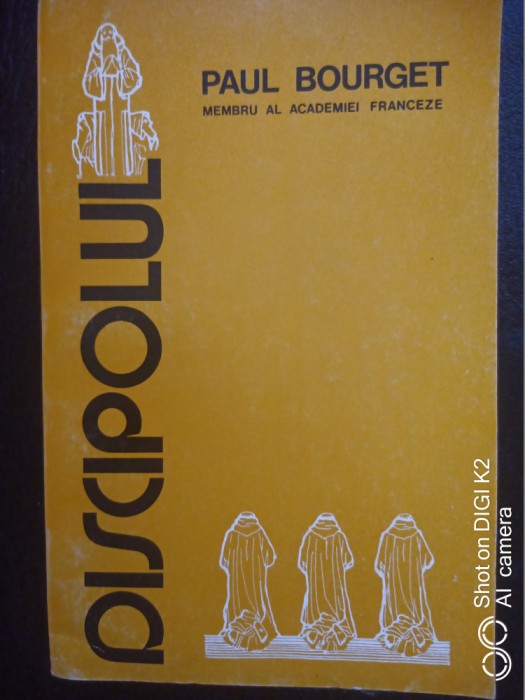 PAUL BOURGET
MEMBRU AL ACADEMIEI FRANCEZE
DISCIPOLUL
Shot on DIGI K2
AI camera